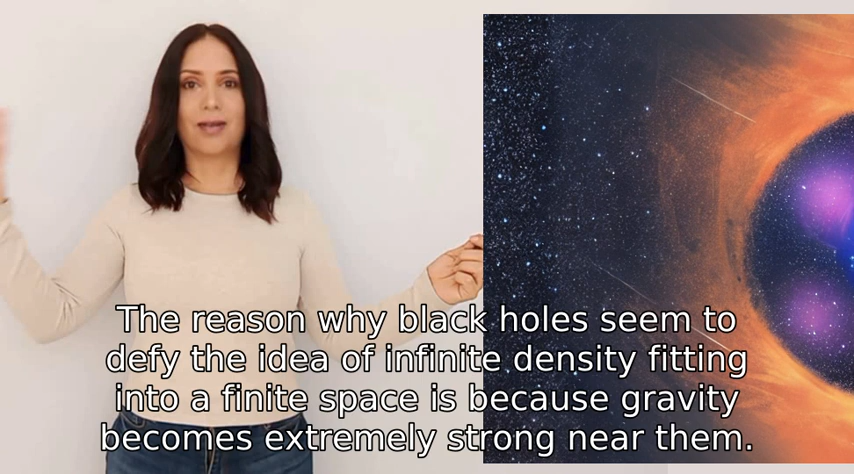 The reason why black holes seem to
defy the idea of infinite density fitting
into a finite space is because gravity
becomes extremely strong near them.